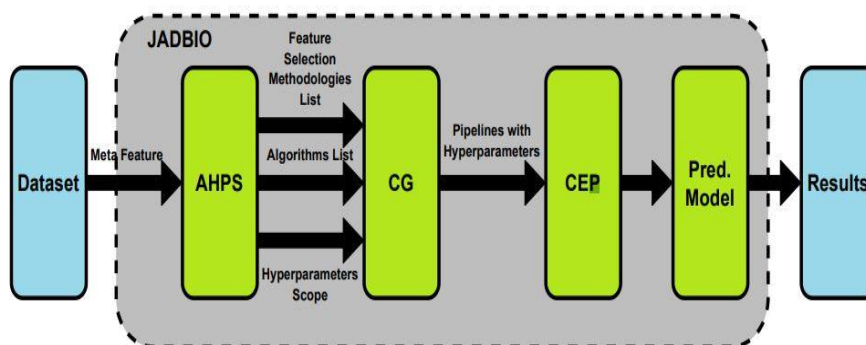 JADBIO
Feature
Selection
Methodologies
List
Meta Feature
Algorithms List
Pipelines with
Hyperparameters
Dataset
AHPS
CG
CEP
Pred.
Model
Results
Hyperparameters
Scope